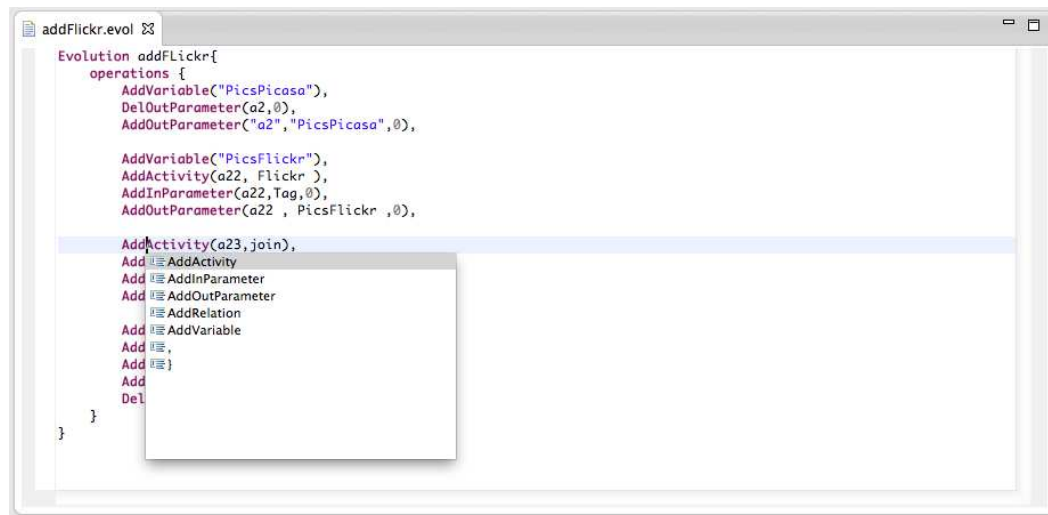 addFlickr.evol
Evolution addFLickr{
operations {
AddVariable("PicsPicasa"),
DelOutParameter(a2,0),
AddOutParameter("a2","PicsPicasa",0),
AddVariable("PicsFlickr"),
AddActivity(a22, Flickr ),
AddInParameter(a22,Tag,0),
AddOutParameter(a22 , PicsFlickr ,0),
AddActivity(a23,join),
Add AddActivity
Add AddInParameter
Add AddOutParameter
AddRelation
Add AddVariable
Add ,
Add }
Add
Del
}
}